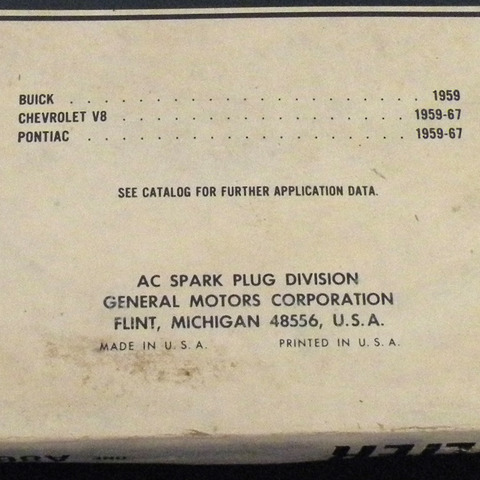 BUICK . . . . . . . . . . . . . . . . . . . . . 1959
CHEVROLET V8 . . . . . . . . . . . . . . . . . 1959-67
PONTIAC . . . . . . . . . . . . . . . . . . . 1959-67
SEE CATALOG FOR FURTHER APPLICATION DATA.
AC SPARK PLUG DIVISION
GENERAL MOTORS CORPORATION
FLINT, MICHIGAN 48556, U.S.A.
MADE IN U.S.A. PRINTED IN U.S.A.
ONE